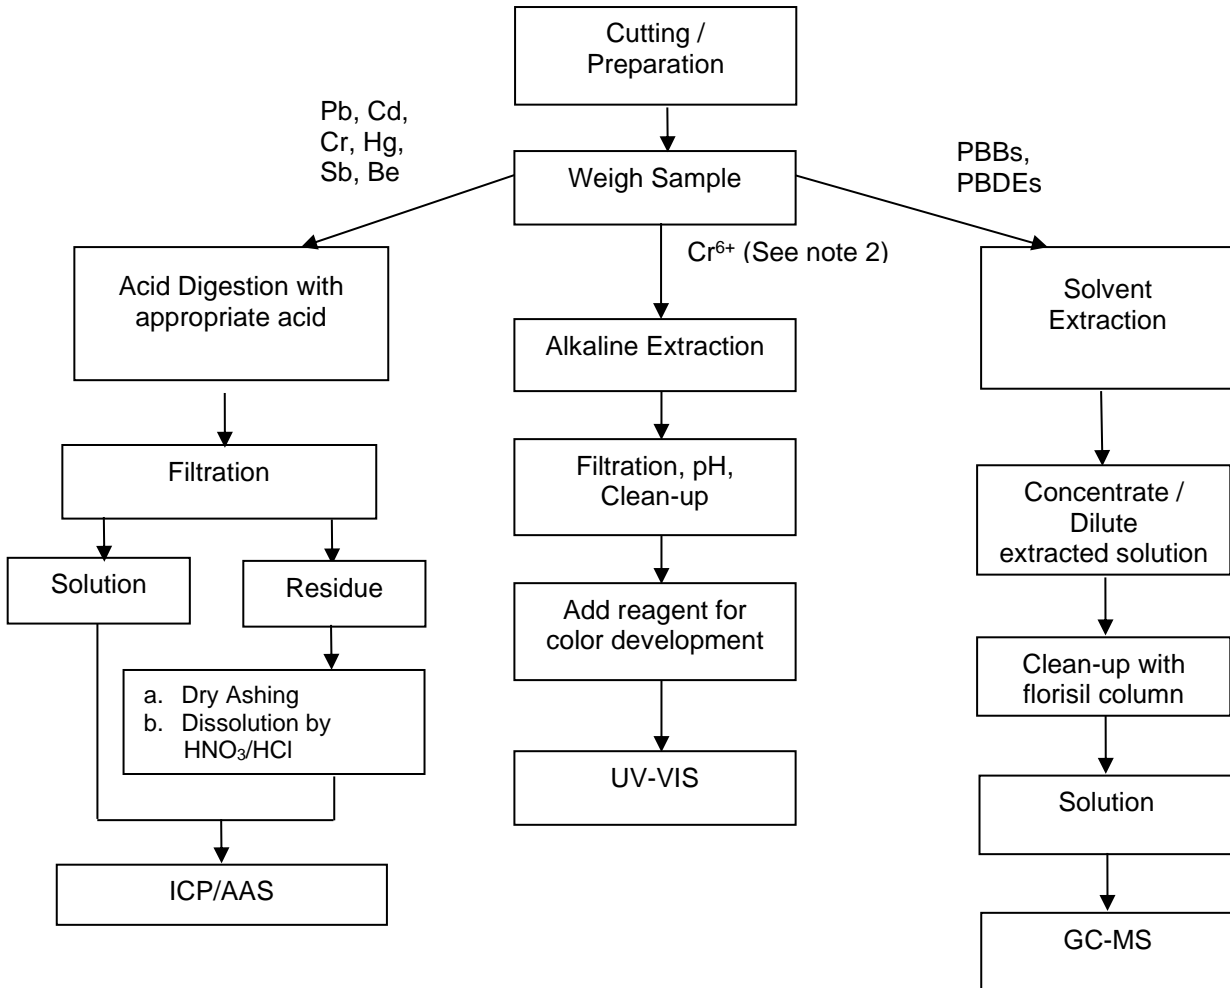 Cutting /
Preparation
Pb, Cd,
Cr, Hg,
Sb, Be
Weigh Sample
PBBs,
PBDEs
Cr⁶⁺ (See note 2)
Acid Digestion with
appropriate acid
Filtration
Solution
Residue
a. Dry Ashing
b. Dissolution by
HNO₃/HCl
ICP/AAS
Alkaline Extraction
Filtration, pH,
Clean-up
Add reagent for
color development
UV-VIS
Solvent
Extraction
Concentrate /
Dilute
extracted solution
Clean-up with
florisil column
Solution
GC-MS